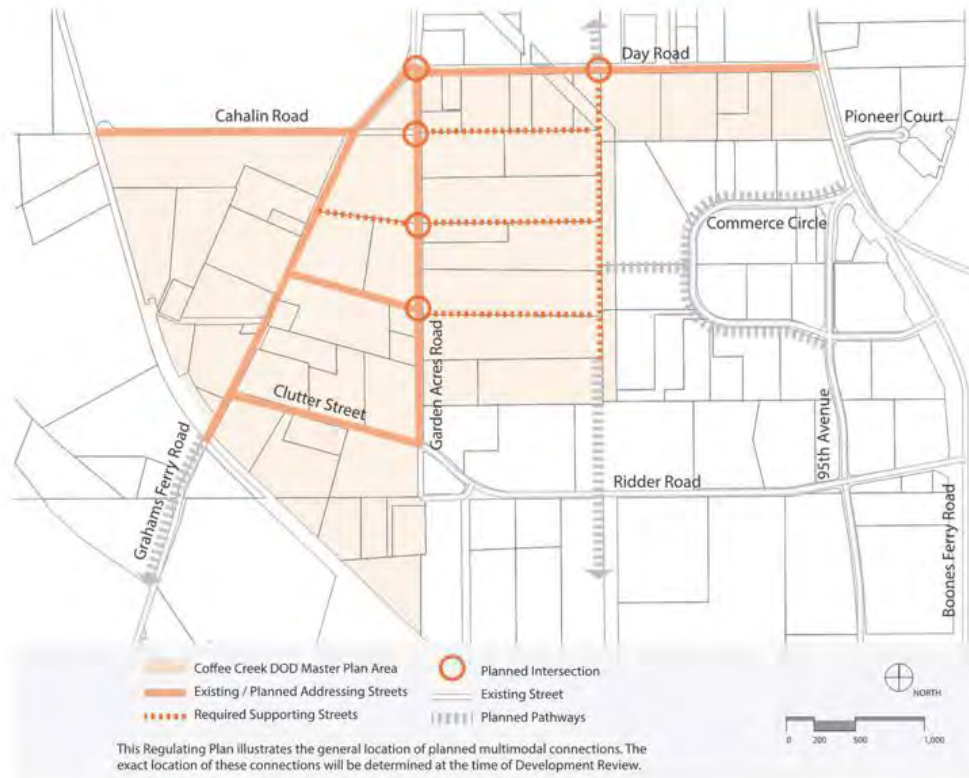 Day Road
Cahalin Road
Pioneer Court
Commerce Circle
Garden Acres Road
Clutter Street
95th Avenue
Grahams Ferry Road
Ridder Road
Boones Ferry Road
Coffee Creek DOD Master Plan Area
Existing / Planned Addressing Streets
Required Supporting Streets
Planned Intersection
Existing Street
Planned Pathways
NORTH
0 200 500 1,000
This Regulating Plan illustrates the general location of planned multimodal connections. The
exact location of these connections will be determined at the time of Development Review.